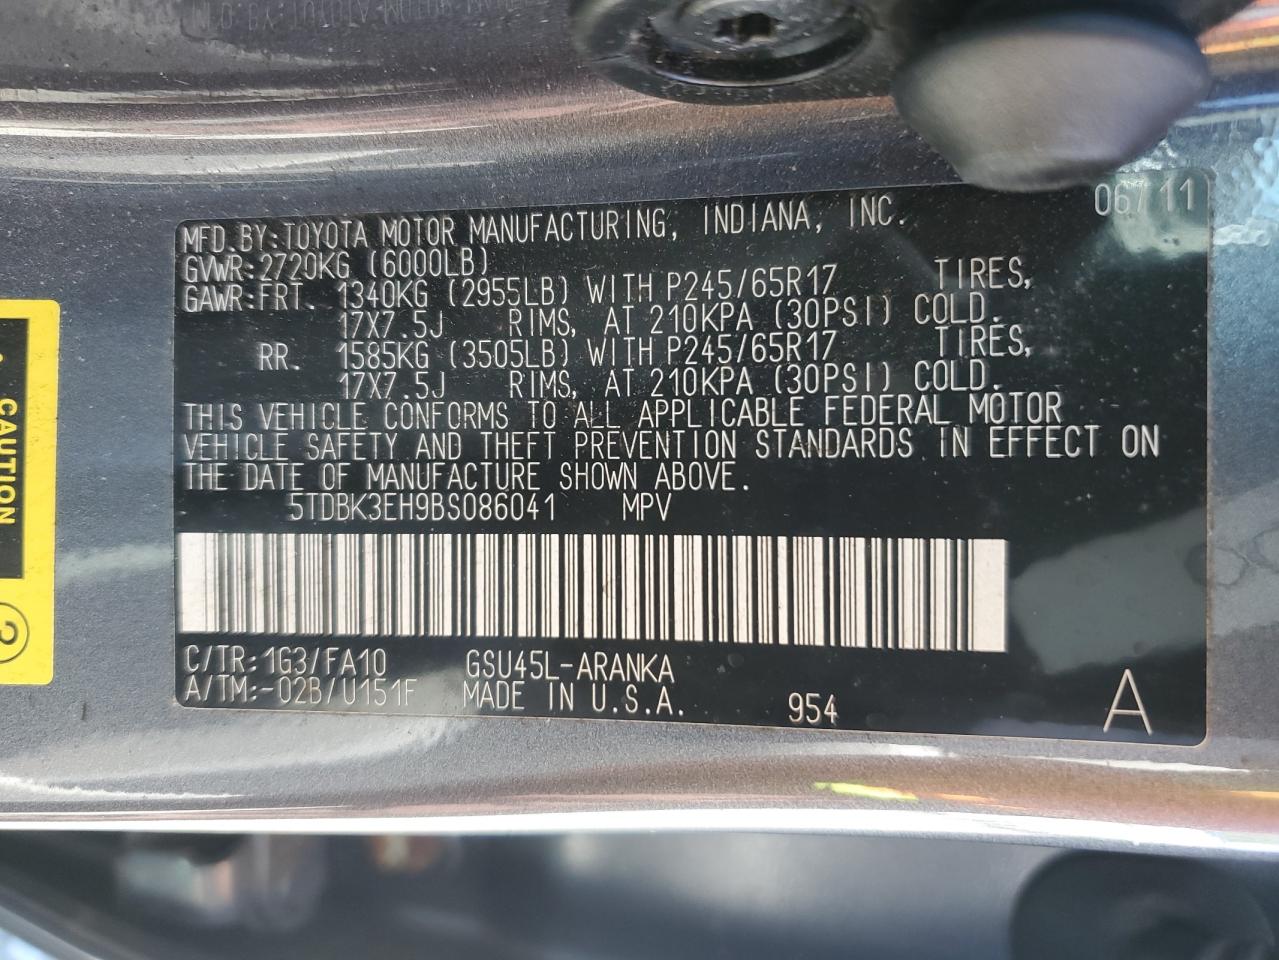 06/11
MFD.BY:TOYOTA MOTOR MANUFACTURING, INDIANA, INC.
GVWR:2720KG (6000LB)
GAWR:FRT. 1340KG (2955LB) WITH P245/65R17 TIRES,
17X7.5J RIMS, AT 210KPA (30PSI) COLD.
RR. 1585KG (3505LB) WITH P245/65R17 TIRES,
17X7.5J RIMS, AT 210KPA (30PSI) COLD.
THIS VEHICLE CONFORMS TO ALL APPLICABLE FEDERAL MOTOR
VEHICLE SAFETY AND THEFT PREVENTION STANDARDS IN EFFECT ON
THE DATE OF MANUFACTURE SHOWN ABOVE.
5TDBK3EH9BS086041 MPV
C/TR:1G3/FA10 GSU45L-ARANKA
A/TM:-02B/U151F MADE IN U.S.A. 954 A
CAUTION